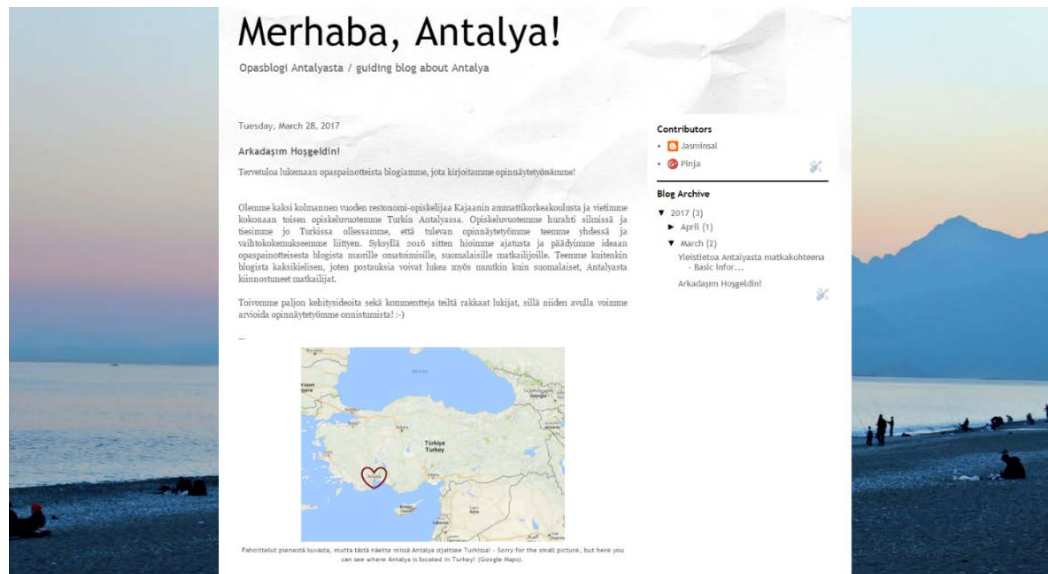 Merhaba, Antalya!
Opasblogi Antalyasta / guiding blog about Antalya
Tuesday, March 28, 2017
Arkadaşım Hoşgeldin!
Tervetuloa lukemaan opaspainotteista blogiamme, jota kirjoitamme opinnäytetyönämme!
Olemme kaksi kolmannen vuoden restonomi-opiskelijaa Kajaanin ammattikorkeakoulusta ja vietimme
kokonaan toisen opiskeluvuotemme Turkin Antalyassa. Opiskeluvuotemme hurahti silmissä ja
tiesimme jo Turkissa ollessamme, että tulevan opinnäytetyömme teemme yhdessä ja
vaihtokokemukseemme liittyen. Syksyllä 2016 sitten hioimme ajatusta ja päädyimme ideaan
opaspainotteisesta blogista nuorille omatoimisille, suomalaisille matkailijoille. Teemme kuitenkin
blogista kaksikielisen, joten postauksia voivat lukea myös muutkin kuin suomalaiset, Antalyasta
kiinnostuneet matkailijat.
Toivomme paljon kehitysideoita sekä kommentteja teiltä rakkaat lukijat, sillä niiden avulla voimme
arvioida opinnäytetyömme onnistumista! :-)
...
Türkiye
Turkey
Pahoittelut pienestä kuvasta, mutta tästä näette missä Antalya sijaitsee Turkissa! - Sorry for the small picture, but here you
can see where Antalya is located in Turkey! (Google Maps).
Contributors
Jasminsal
Pinja
Blog Archive
▼ 2017 (3)
► April (1)
▼ March (2)
Yleistietoa Antalyasta matkakohteena
- Basic Infor...
Arkadaşım Hoşgeldin!